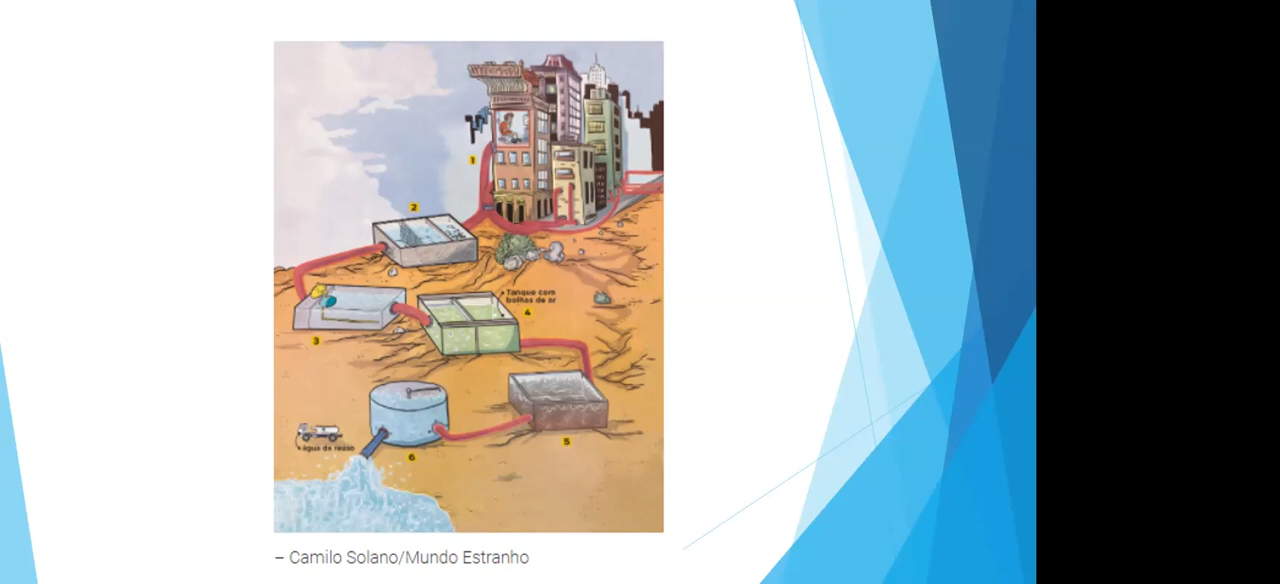 1
2
• Tanque com
bolhas de ar
4
3
5
• água de reúso
6
– Camilo Solano/Mundo Estranho